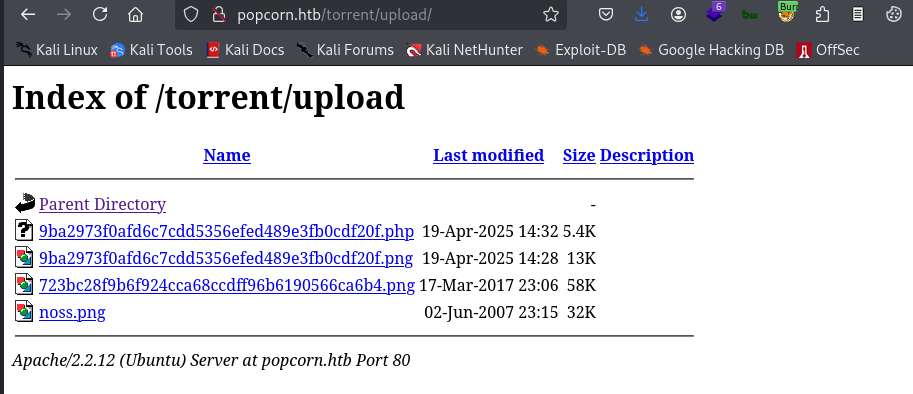 popcorn.htb/torrent/upload/
6
Bur
Kali Linux Kali Tools Kali Docs Kali Forums Kali NetHunter Exploit-DB Google Hacking DB OffSec
Index of /torrent/upload
Name Last modified Size Description
Parent Directory -
9ba2973f0afd6c7cdd5356efed489e3fb0cdf20f.php 19-Apr-2025 14:32 5.4K
9ba2973f0afd6c7cdd5356efed489e3fb0cdf20f.png 19-Apr-2025 14:28 13K
723bc28f9b6f924cca68ccdff96b6190566ca6b4.png 17-Mar-2017 23:06 58K
noss.png 02-Jun-2007 23:15 32K
Apache/2.2.12 (Ubuntu) Server at popcorn.htb Port 80